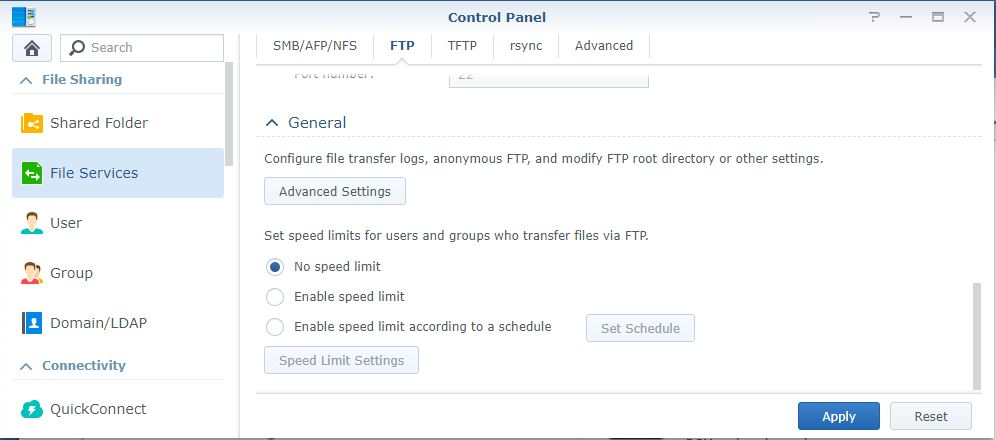 Control Panel
Search
SMB/AFP/NFS FTP TFTP rsync Advanced
File Sharing
Port number: 22
Shared Folder
General
File Services
Configure file transfer logs, anonymous FTP, and modify FTP root directory or other settings.
Advanced Settings
User
Set speed limits for users and groups who transfer files via FTP.
No speed limit
Group
Enable speed limit
Domain/LDAP
Enable speed limit according to a schedule Set Schedule
Connectivity
Speed Limit Settings
QuickConnect
Apply Reset